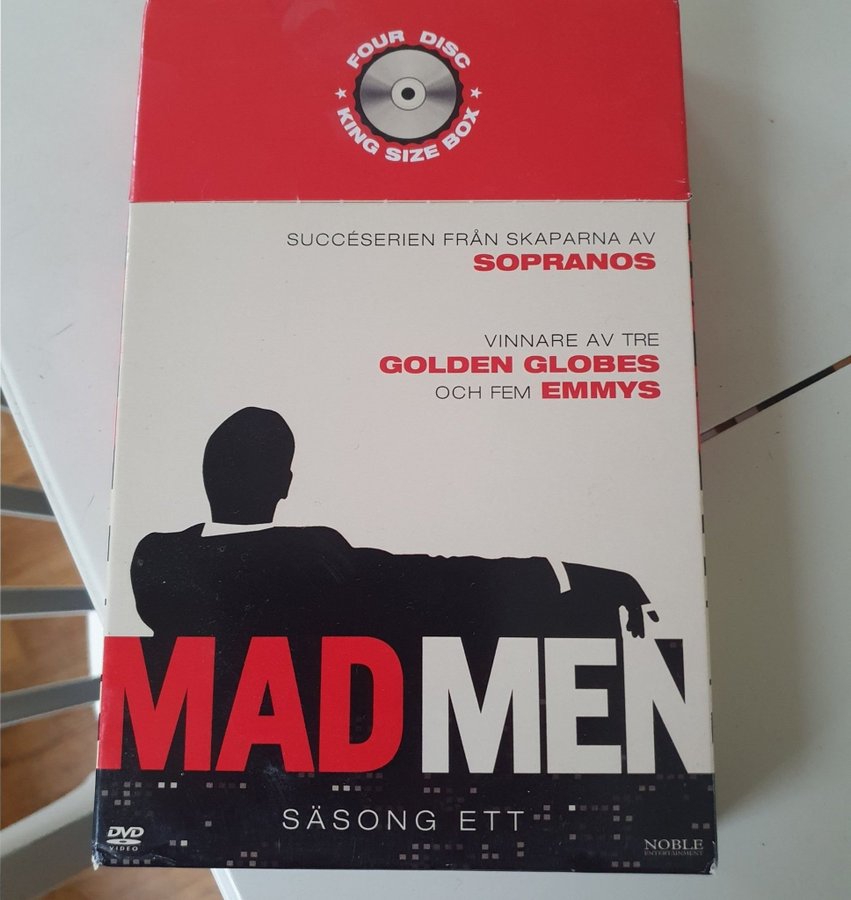 FOUR DISC
KING SIZE BOX
SUCCÉSERIEN FRÅN SKAPARNA AV
SOPRANOS
VINNARE AV TRE
GOLDEN GLOBES
OCH FEM EMMYS
MAD MEN
SÄSONG ETT
DVD
VIDEO
NOBLE
ENTERTAINMENT